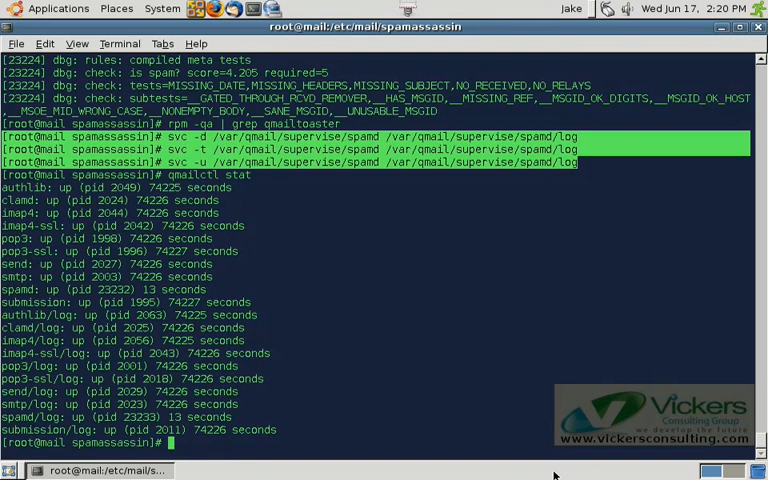 Applications Places System Jake Wed Jun 17, 2:20 PM
root@mail:/etc/mail/spamassassin
File Edit View Terminal Tabs Help
[23224] dbg: rules: compiled meta tests
[23224] dbg: check: is spam? score=4.205 required=5
[23224] dbg: check: tests=MISSING_DATE,MISSING_HEADERS,MISSING_SUBJECT,NO_RECEIVED,NO_RELAYS
[23224] dbg: check: subtests=__GATED_THROUGH_RCVD_REMOVER,__HAS_MSGID,__MISSING_REF,__MSGID_OK_DIGITS,__MSGID_OK_HOST
,__MSOE_MID_WRONG_CASE,__NONEMPTY_BODY,__SANE_MSGID,__UNUSABLE_MSGID
[root@mail spamassassin]# rpm -qa | grep qmailtoaster
[root@mail spamassassin]# svc -d /var/qmail/supervise/spamd /var/qmail/supervise/spamd/log
[root@mail spamassassin]# svc -t /var/qmail/supervise/spamd /var/qmail/supervise/spamd/log
[root@mail spamassassin]# svc -u /var/qmail/supervise/spamd /var/qmail/supervise/spamd/log
[root@mail spamassassin]# qmailctl stat
authlib: up (pid 2049) 74225 seconds
clamd: up (pid 2024) 74226 seconds
imap4: up (pid 2044) 74226 seconds
imap4-ssl: up (pid 2042) 74226 seconds
pop3: up (pid 1998) 74226 seconds
pop3-ssl: up (pid 1996) 74227 seconds
send: up (pid 2027) 74226 seconds
smtp: up (pid 2003) 74226 seconds
spamd: up (pid 23232) 13 seconds
submission: up (pid 1995) 74227 seconds
authlib/log: up (pid 2063) 74225 seconds
clamd/log: up (pid 2025) 74226 seconds
imap4/log: up (pid 2056) 74225 seconds
imap4-ssl/log: up (pid 2043) 74226 seconds
pop3/log: up (pid 2001) 74226 seconds
pop3-ssl/log: up (pid 2018) 74226 seconds
send/log: up (pid 2029) 74226 seconds
smtp/log: up (pid 2023) 74226 seconds
spamd/log: up (pid 23233) 13 seconds
submission/log: up (pid 2011) 74226 seconds
[root@mail spamassassin]#
Vickers
Consulting Group
we develop the future
www.vickersconsulting.com
root@mail:/etc/mail/s...